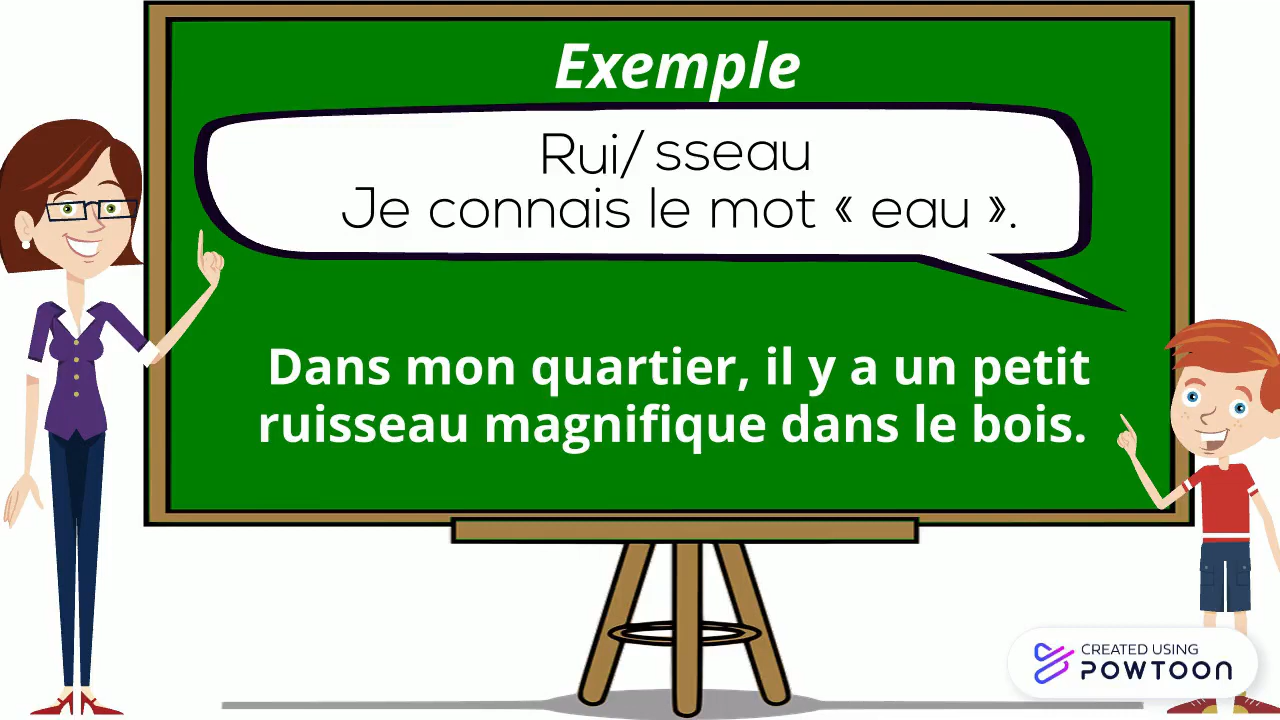 Exemple
Rui/sseau
Je connais le mot « eau ».
Dans mon quartier, il y a un petit
ruisseau magnifique dans le bois.
CREATED USING
POWTOON